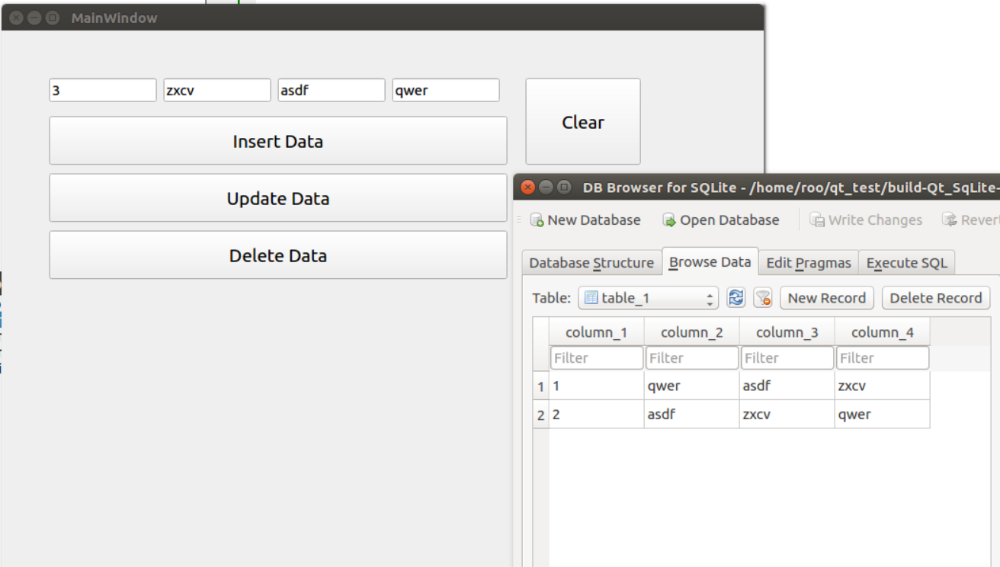 MainWindow
3 zxcv asdf qwer
Clear
Insert Data
Update Data
Delete Data
DB Browser for SQLite - /home/roo/qt_test/build-Qt_SqLite-
New Database Open Database Write Changes Revert
Database Structure Browse Data Edit Pragmas Execute SQL
Table: table_1 New Record Delete Record
column_1 column_2 column_3 column_4
Filter Filter Filter Filter
1 1 qwer asdf zxcv
2 2 asdf zxcv qwer